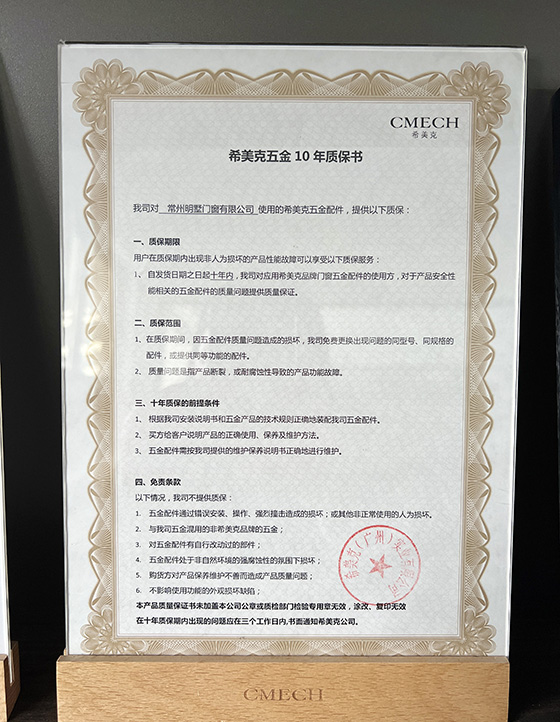 CMECH
希美克
希美克五金 10 年质保书
我司对 常州明墅门窗有限公司 使用的希美克五金配件，提供以下质保：
一、质保期限
用户在质保期内出现非人为损坏的产品性能故障可以享受以下质保服务：
1、 自发货日期之日起十年内，我司对应用希美克品牌门窗五金配件的使用方，对于产品安全性
能相关的五金配件的质量问题提供质量保证。
二、质保范围
1、在质保期间，因五金配件质量问题造成的损坏，我司免费更换出现问题的同型号、同规格的
配件，或提供同等功能的配件。
2、 质量问题是指产品断裂，或耐腐蚀性导致的产品功能故障。
三、十年质保的前提条件
1、 根据我司安装说明书和五金产品的技术规则正确地装配我司五金配件。
2、 买方给客户说明产品的正确使用、保养及维护方法。
3、 五金配件需按我司提供的维护保养说明书正确地进行维护。
四、免责条款
以下情况，我司不提供质保：
1. 五金配件通过错误安装、操作、强烈撞击造成的损坏；或其他非正常使用的人为损坏。
2. 与我司五金混用的非希美克品牌的五金；
3. 对五金配件有自行改动过的部件；
4. 五金配件处于非自然环境的强腐蚀性的氛围下损坏；
5. 购货方对产品保养维护不善而造成产品质量问题；
6. 不影响使用功能的外观损坏缺陷；
本产品质量保证书未加盖本公司公章或质检部门检验专用章无效，涂改、复印无效
在十年质保期内出现的问题应在三个工作日内,书面通知希美克公司。
希美克（广州）实业有限公司
CMECH